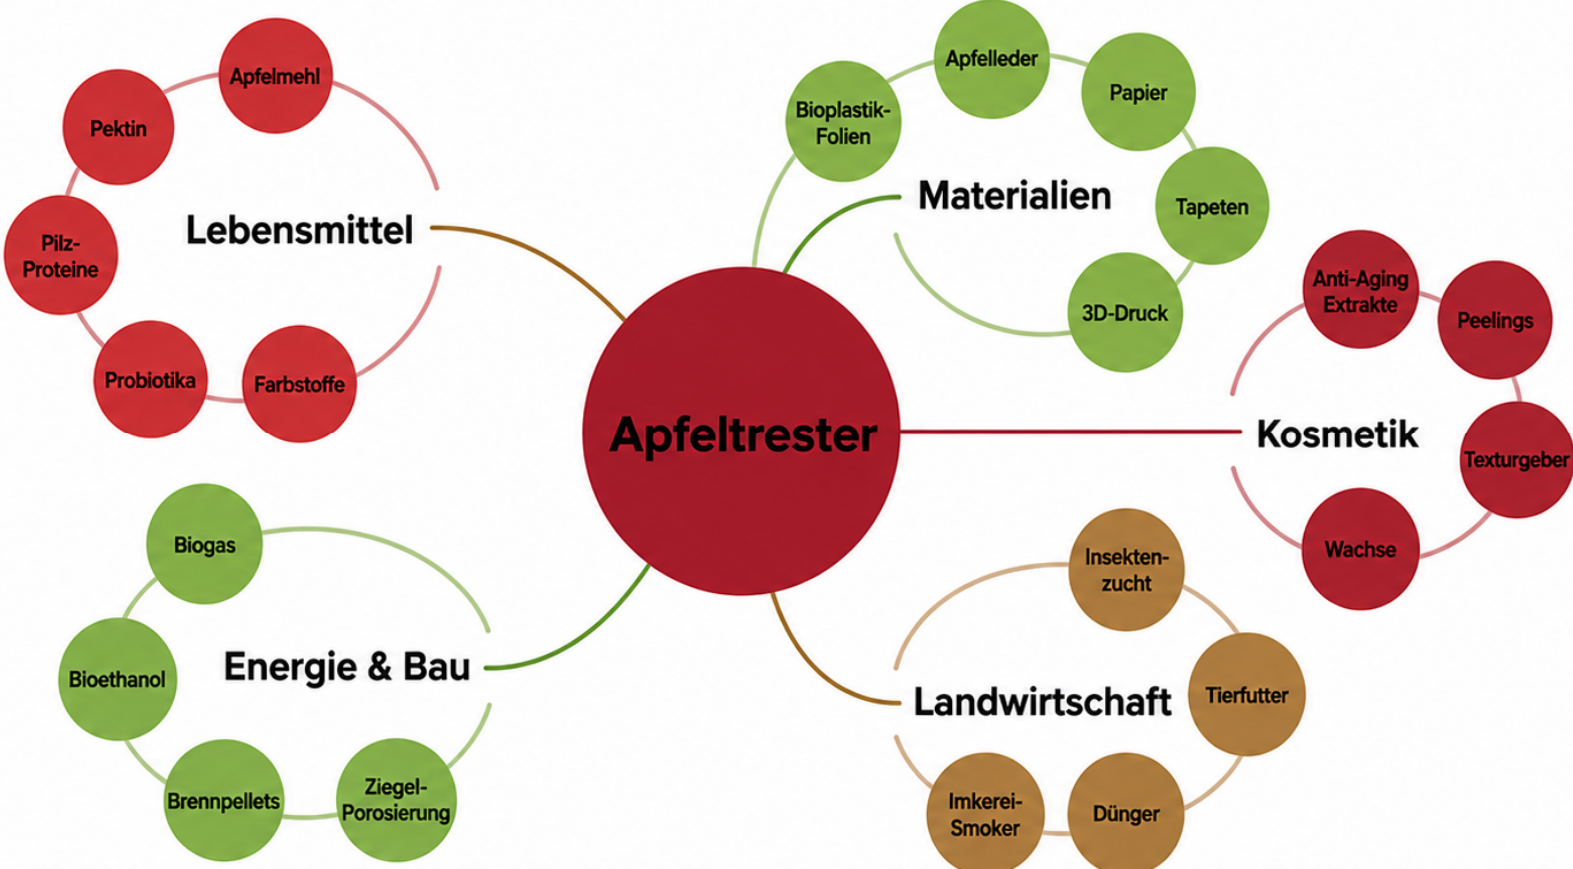 Apfeltrester
Lebensmittel
Apfelmehl
Pektin
Pilz-
Proteine
Probiotika
Farbstoffe
Materialien
Bioplastik-
Folien
Apfelleder
Papier
Tapeten
3D-Druck
Kosmetik
Anti-Aging
Extrakte
Peelings
Texturgeber
Wachse
Energie & Bau
Biogas
Bioethanol
Brennpellets
Ziegel-
Porosierung
Landwirtschaft
Insekten-
zucht
Tierfutter
Dünger
Imkerei-
Smoker